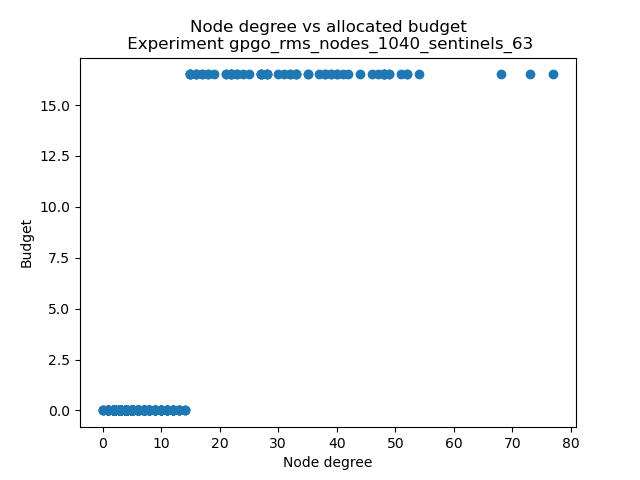 Node degree vs allocated budget
Experiment gpgo_rms_nodes_1040_sentinels_63
15.0
12.5
10.0
7.5
5.0
2.5
0.0
Budget
0 10 20 30 40 50 60 70 80
Node degree